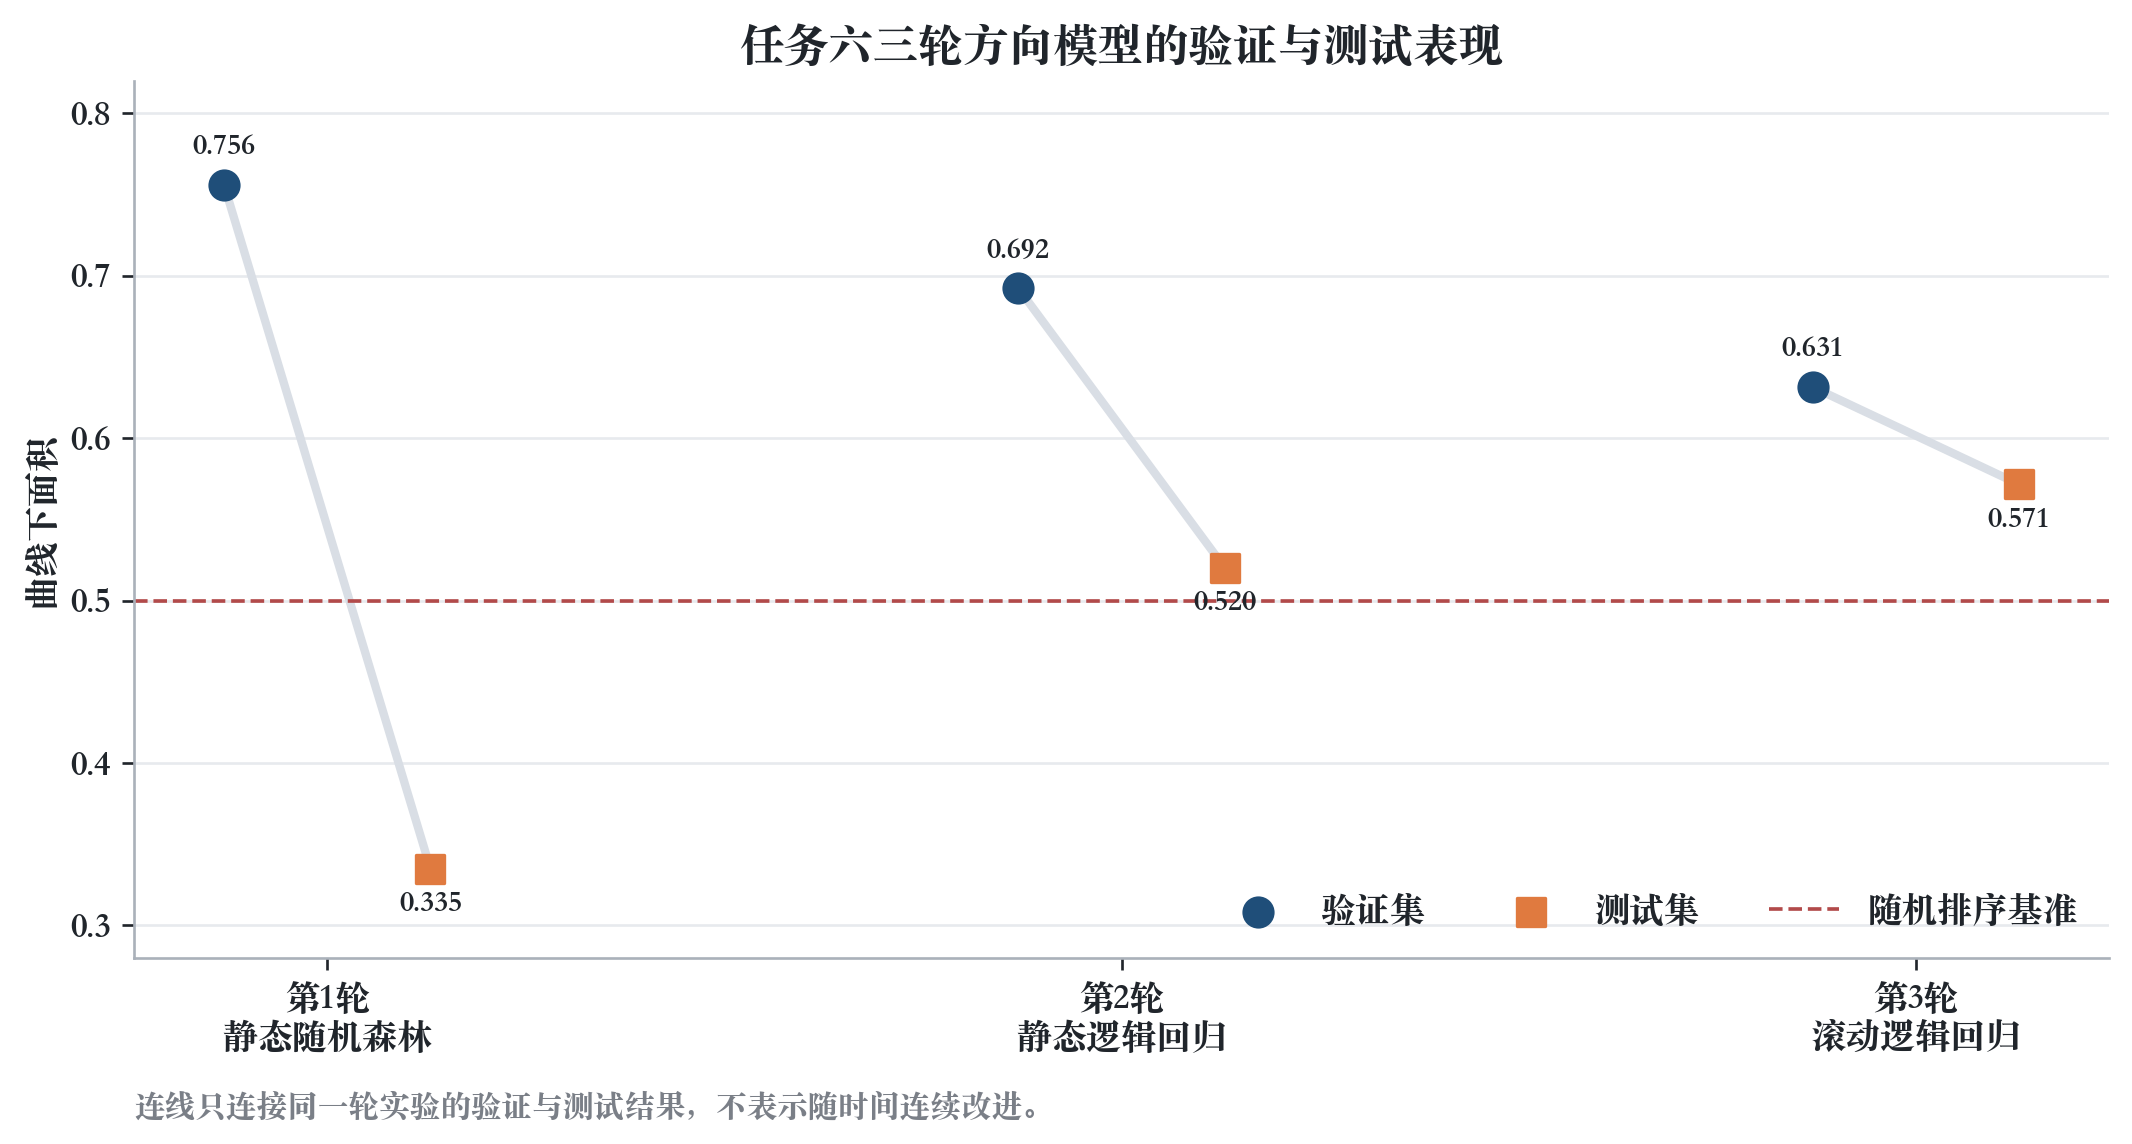 任务六三轮方向模型的验证与测试表现
曲线下面积
0.8
0.7
0.6
0.5
0.4
0.3
0.756
0.335
0.692
0.520
0.631
0.571
验证集
测试集
随机排序基准
第1轮
静态随机森林
第2轮
静态逻辑回归
第3轮
滚动逻辑回归
连线只连接同一轮实验的验证与测试结果，不表示随时间连续改进。